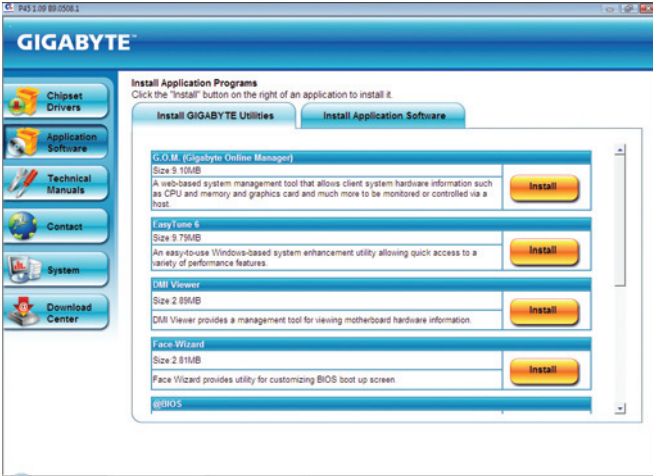 P45 1.09 B9.0508.1
GIGABYTE™
Chipset
Drivers
Application
Software
Technical
Manuals
Contact
System
Download
Center
Install Application Programs
Click the "Install" button on the right of an application to install it.
Install GIGABYTE Utilities
Install Application Software
G.O.M. (Gigabyte Online Manager)
Size:9.10MB
A web-based system management tool that allows client system hardware information such
as CPU and memory and graphics card and much more to be monitored or controlled via a
host.
Install
EasyTune 6
Size:9.79MB
An easy-to-use Windows-based system enhancement utility allowing quick access to a
variety of performance features.
Install
DMI Viewer
Size:2.89MB
DMI Viewer provides a management tool for viewing motherboard hardware information.
Install
Face-Wizard
Size:2.81MB
Face Wizard provides utility for customizing BIOS boot up screen
Install
@BIOS